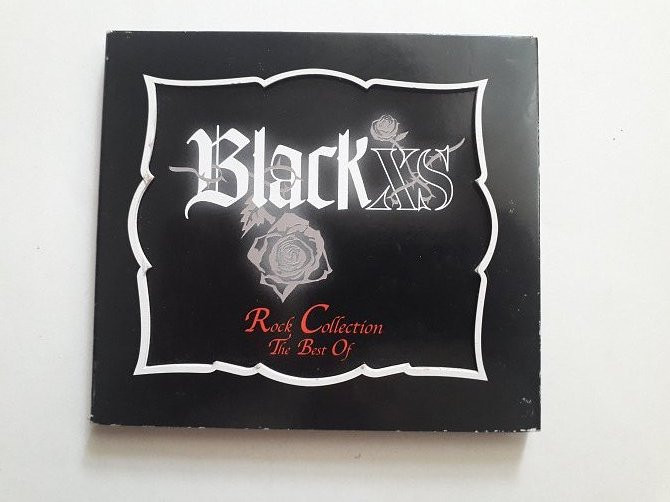 Black XS
Rock Collection
The Best Of